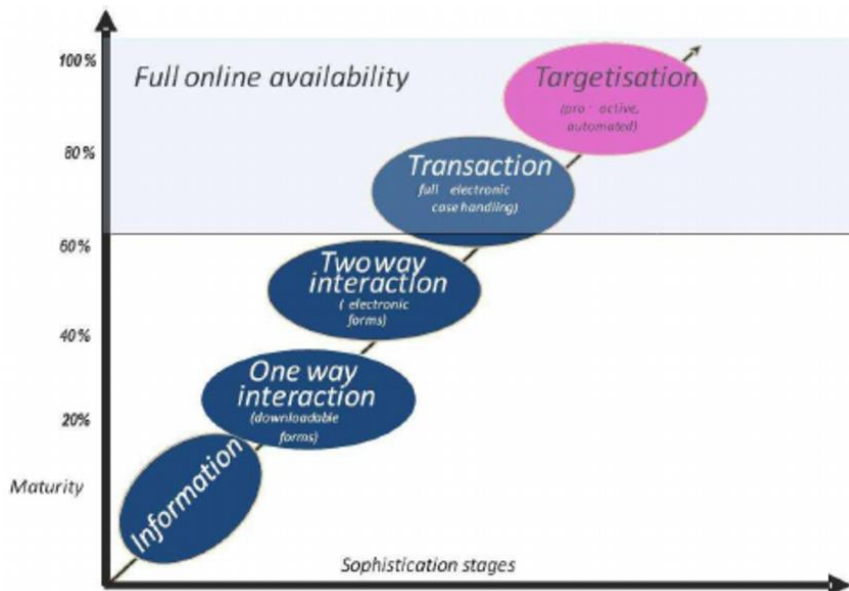 100%
Full online availability
Targetisation
(pro - active,
automated)
80%
Transaction
full electronic
case handling)
60%
Two way
interaction
( electronic
forms)
40%
One way
interaction
(downloadable
forms)
20%
Information
Maturity
Sophistication stages